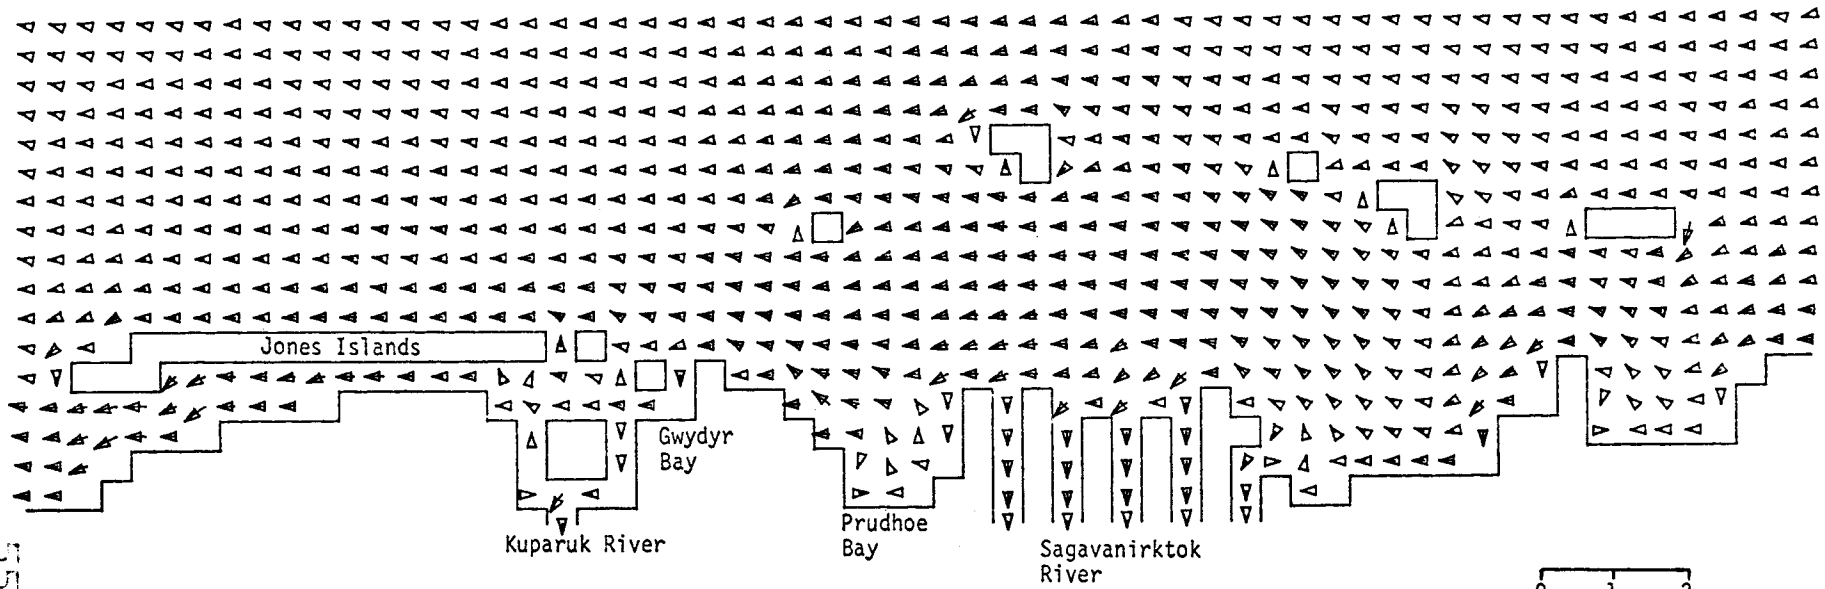 Jones Islands
Gwydyr
Bay
Kuparuk River
Prudhoe
Bay
Sagavanirktok
River
0 1 2